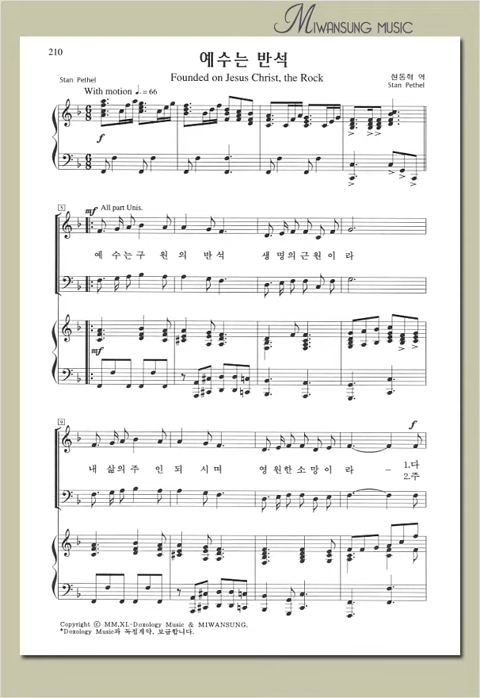 MIWANSUNG MUSIC
210
예수는 반석
Stan Pethel
Founded on Jesus Christ, the Rock
현동혁 역
Stan Pethel
With motion ♩. = 66
f
5
mf All part Unis.
예 수는구 원의 반석 생명의근원이라
mf
9
f
내 삶의주 인되 시며 영원한소망이라 - 1.다
2.주
Copyright ⓒ MM,XI-Doxology Music & MIWANSUNG.
*Doxology Music과 독점계약, 보급합니다.